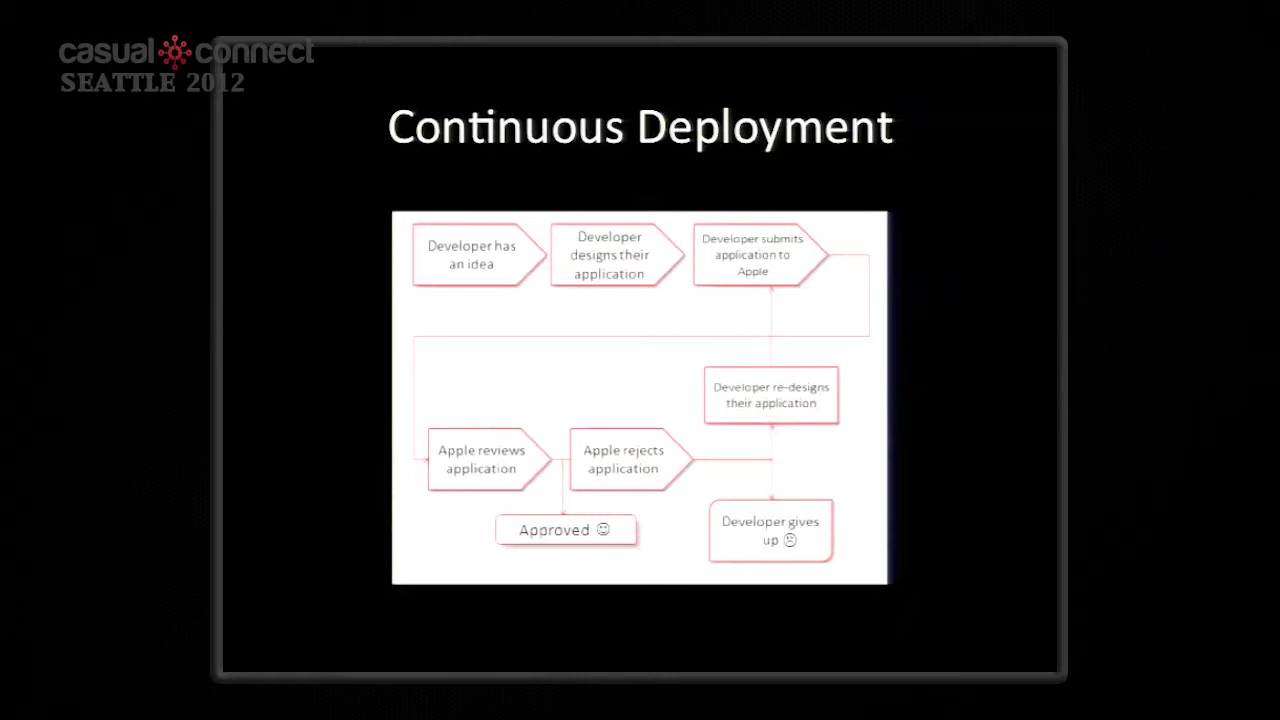 casual connect
SEATTLE 2012
Continuous Deployment
Developer has
an idea
Developer
designs their
application
Developer submits
application to
Apple
Developer re-designs
their application
Apple reviews
application
Apple rejects
application
Approved ☺
Developer gives
up ☹